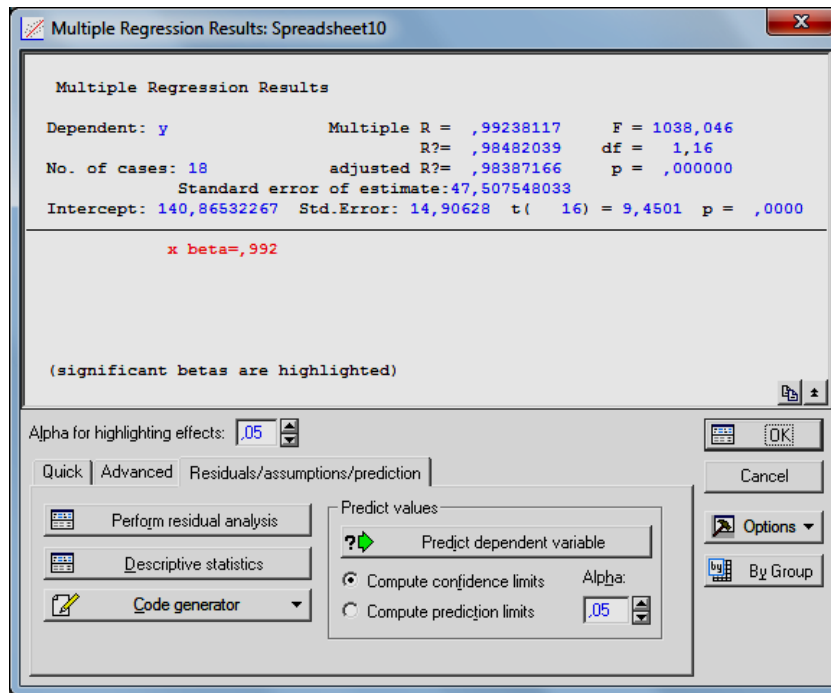 Multiple Regression Results: Spreadsheet10
x
Multiple Regression Results
Dependent: y Multiple R = ,99238117 F = 1038,046
R?= ,98482039 df = 1,16
No. of cases: 18 adjusted R?= ,98387166 p = ,000000
Standard error of estimate:47,507548033
Intercept: 140,86532267 Std.Error: 14,90628 t( 16) = 9,4501 p = ,0000
x beta=,992
(significant betas are highlighted)
Alpha for highlighting effects: ,05
OK
Quick Advanced Residuals/assumptions/prediction
Cancel
Perform residual analysis
Descriptive statistics
Code generator
Predict values
? Predict dependent variable
Compute confidence limits Alpha:
Compute prediction limits ,05
Options
by By Group